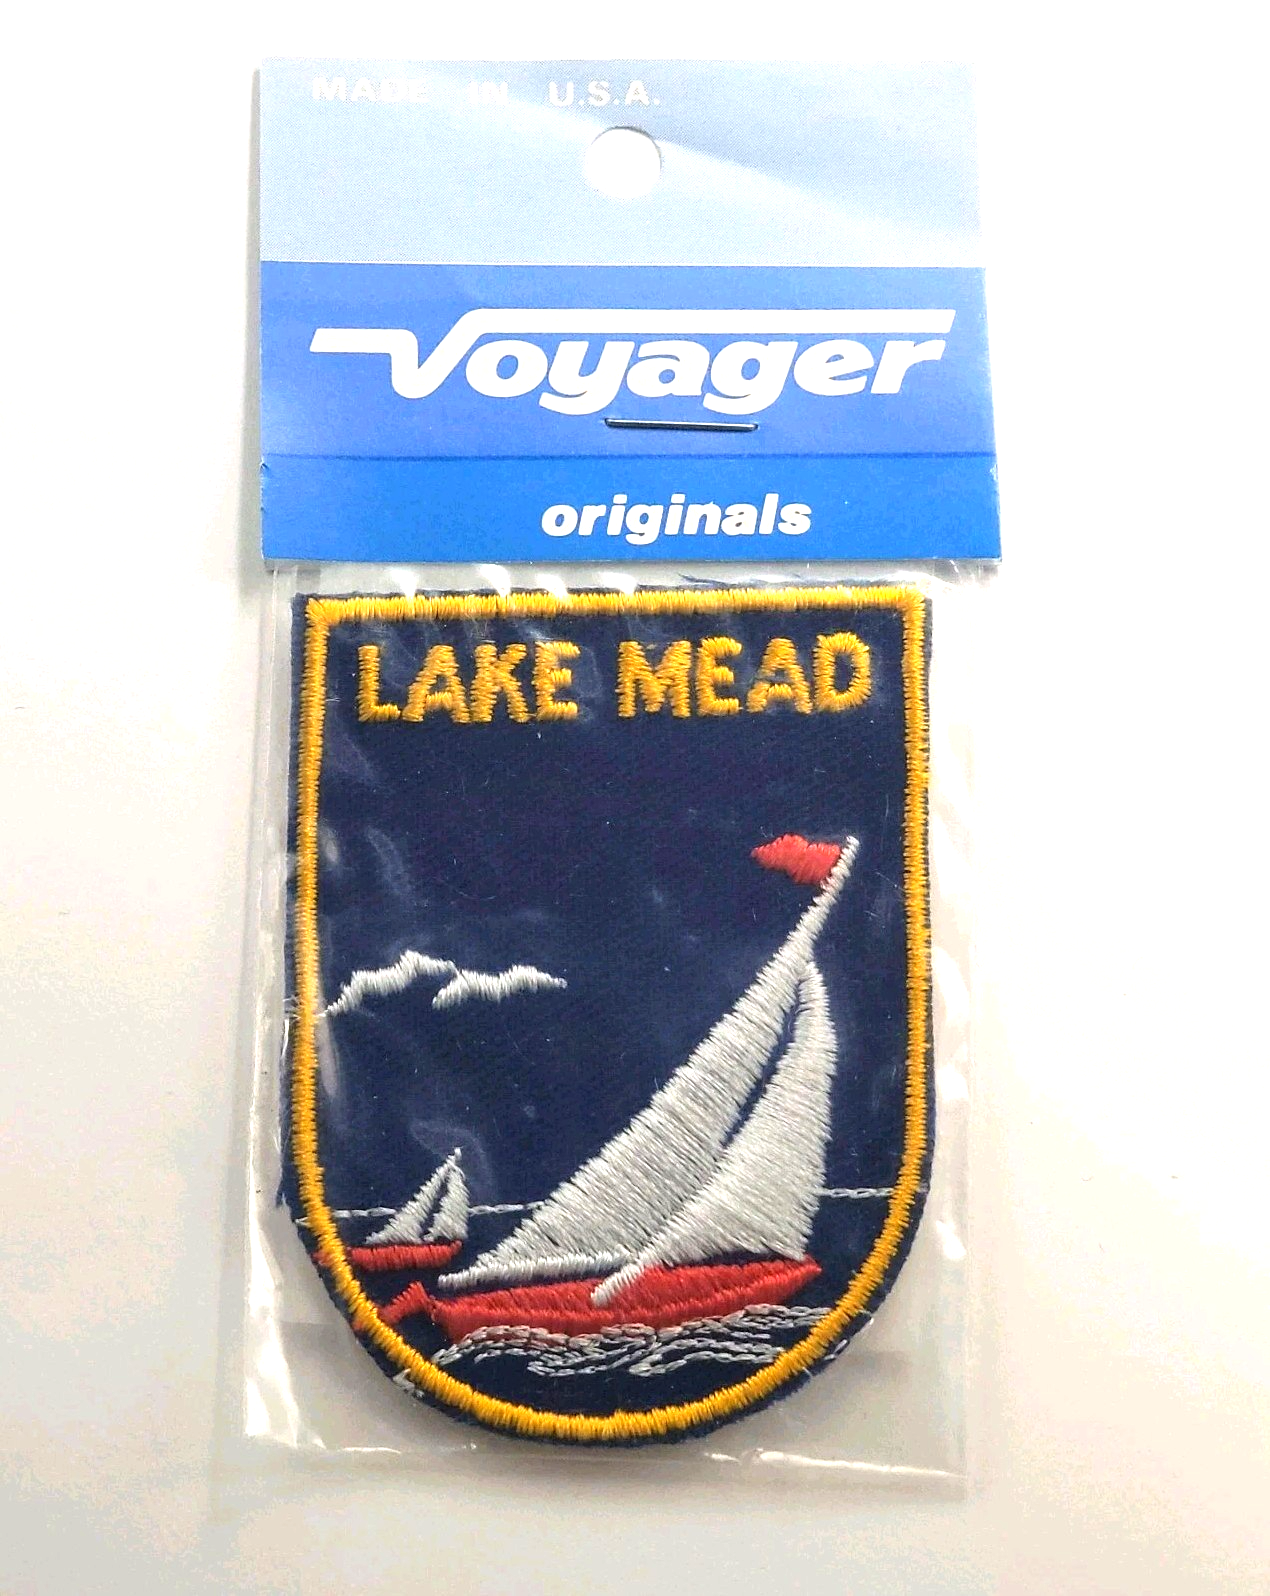 MADE IN U.S.A.
Voyager
originals
LAKE MEAD